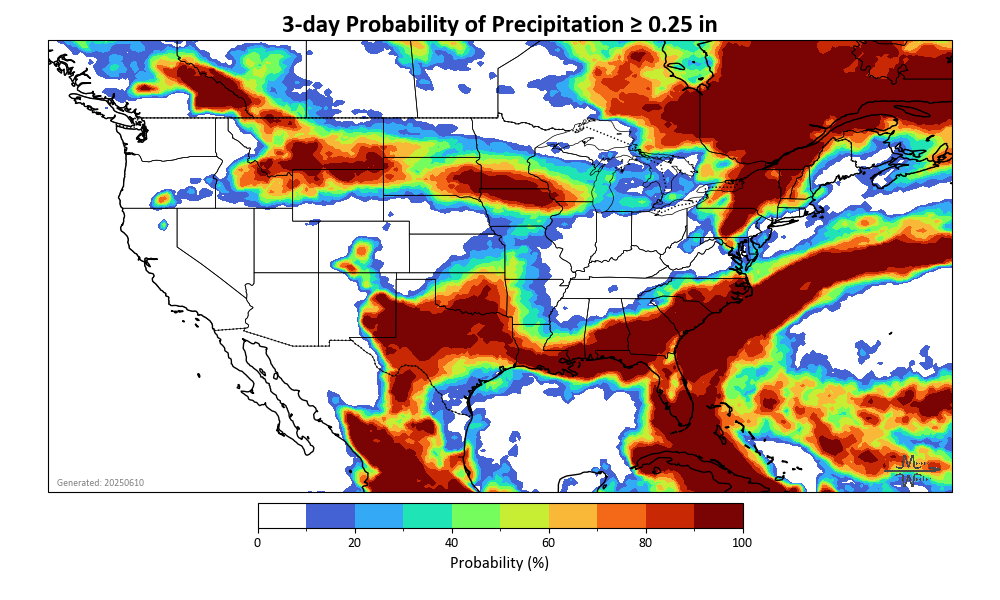 3-day Probability of Precipitation ≥ 0.25 in
Generated: 20250610
0 20 40 60 80 100
Probability (%)